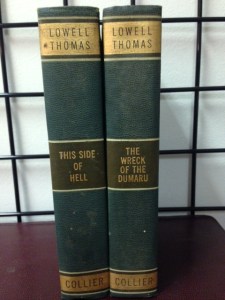 LOWELL
THOMAS
THIS SIDE
OF
HELL
COLLIER
LOWELL
THOMAS
THE
WRECK
OF THE
DUMARU
COLLIER